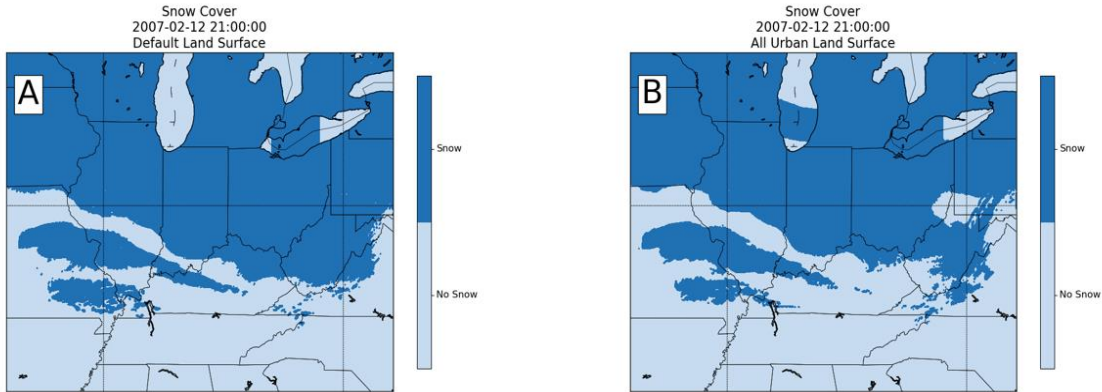 Snow Cover
2007-02-12 21:00:00
Default Land Surface
A
Snow
No Snow
Snow Cover
2007-02-12 21:00:00
All Urban Land Surface
B
Snow
No Snow